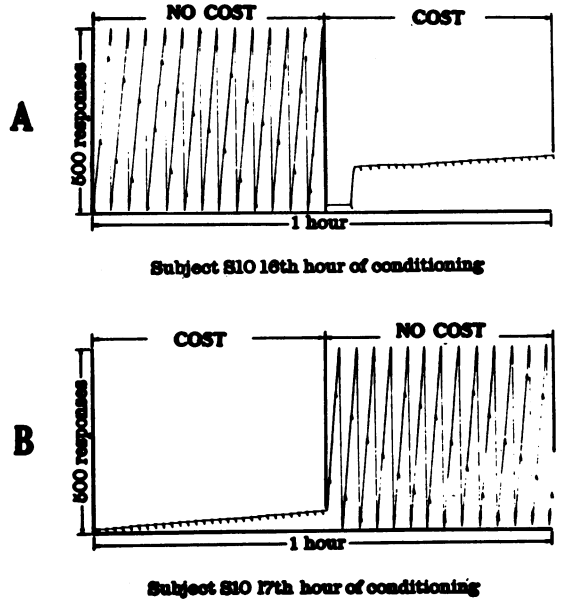 NO COST
COST
A
500 responses
1 hour
Subject S10 16th hour of conditioning
COST
NO COST
B
500 responses
1 hour
Subject S10 17th hour of conditioning